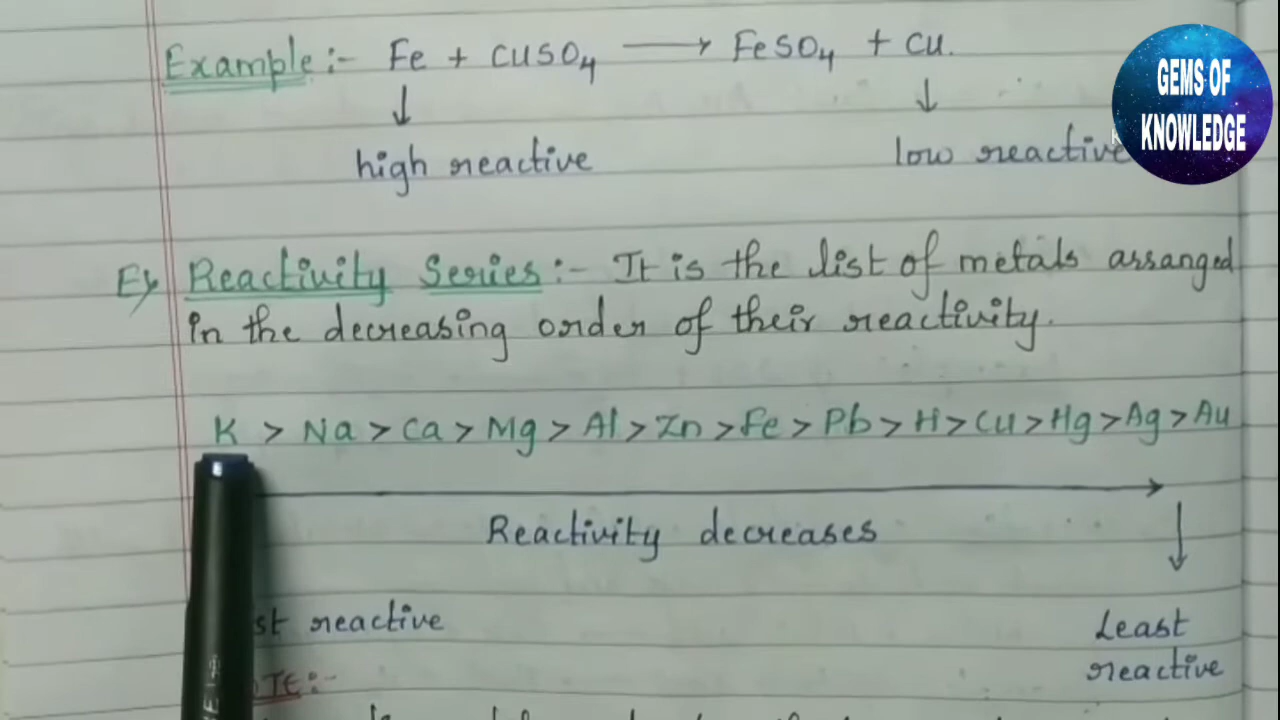 Example :- Fe + CuSO4 → FeSO4 + Cu.
GEMS OF
KNOWLEDGE
↓ ↓
high reactive low reactive
Ex Reactivity Series :- It is the list of metals assanged
in the decreasing order of their reactivity.
K > Na > Ca > Mg > Al > Zn > Fe > Pb > H > Cu > Hg > Ag > Au
Reactivity decreases
reactive
Least
reactive